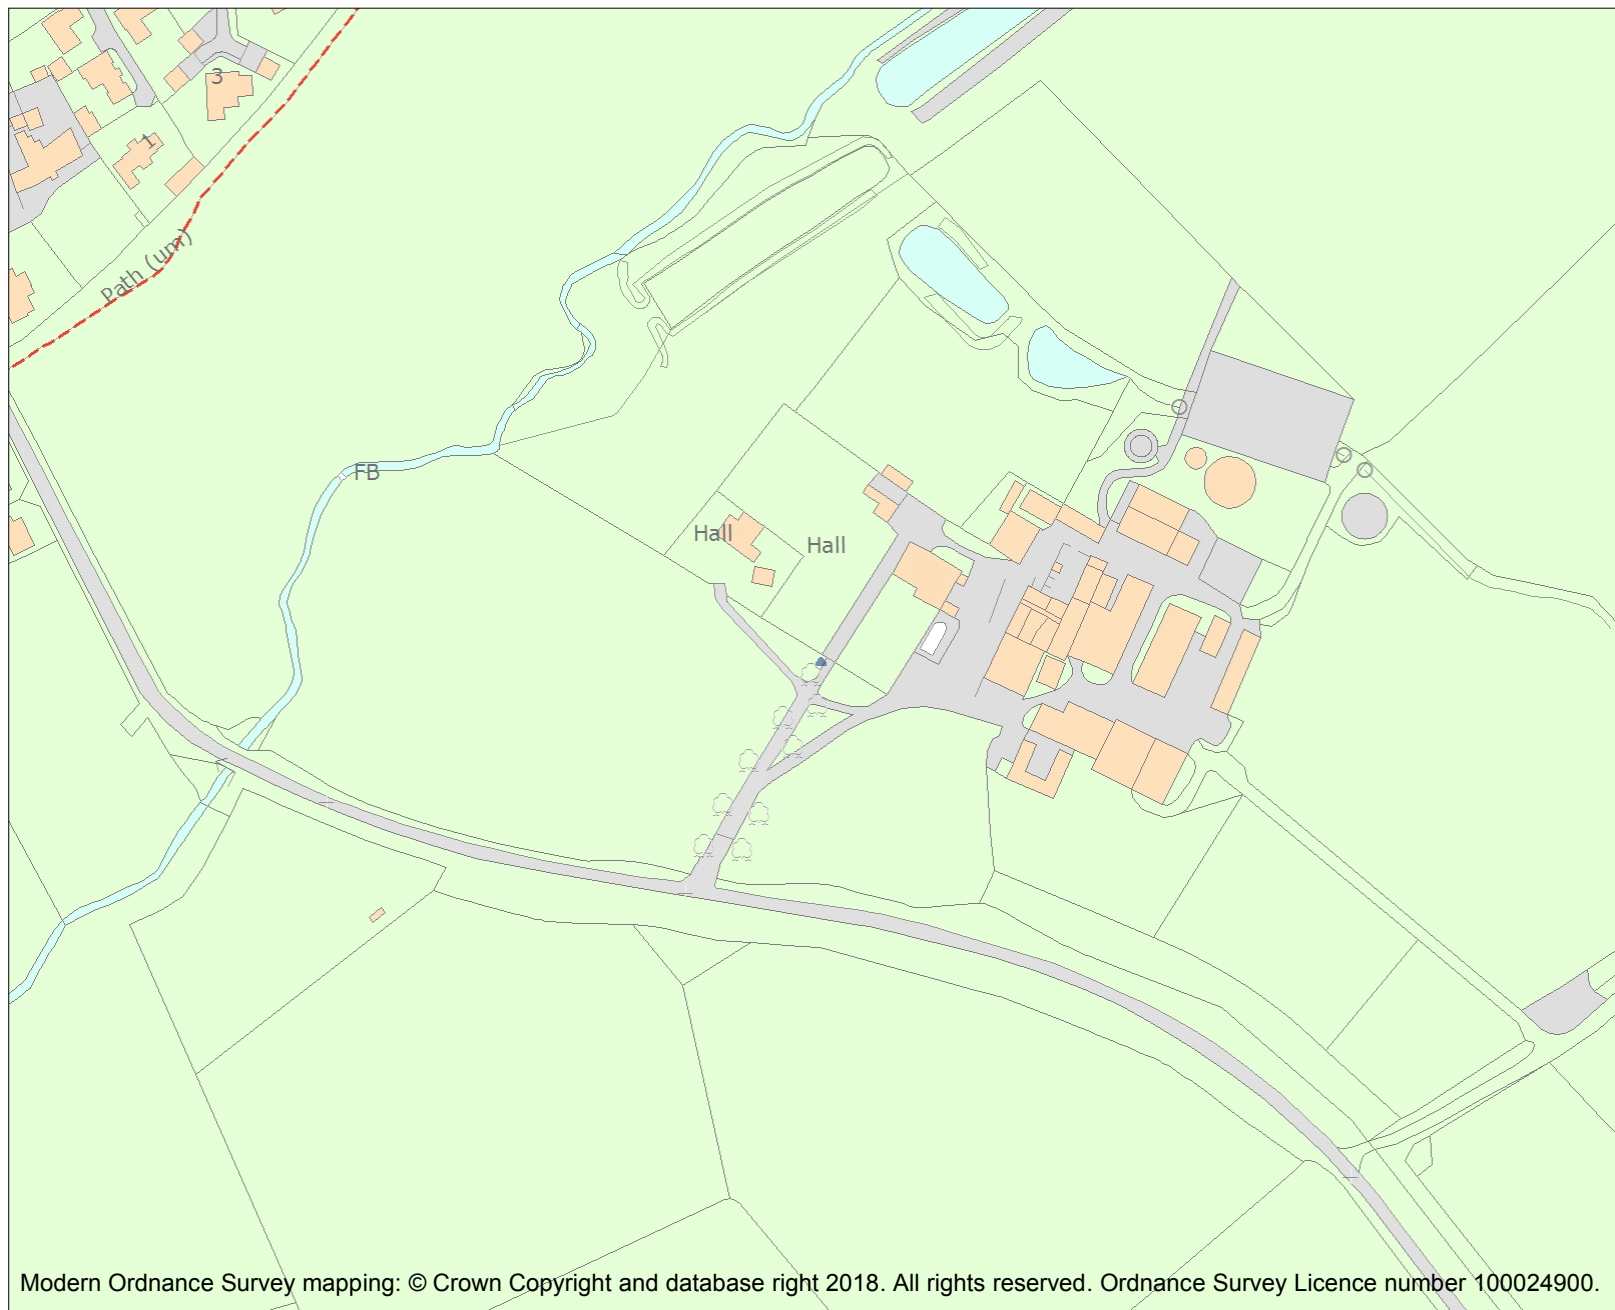 3
1
Path (um)
FB
Hall
Hall
Modern Ordnance Survey mapping: © Crown Copyright and database right 2018. All rights reserved. Ordnance Survey Licence number 100024900.